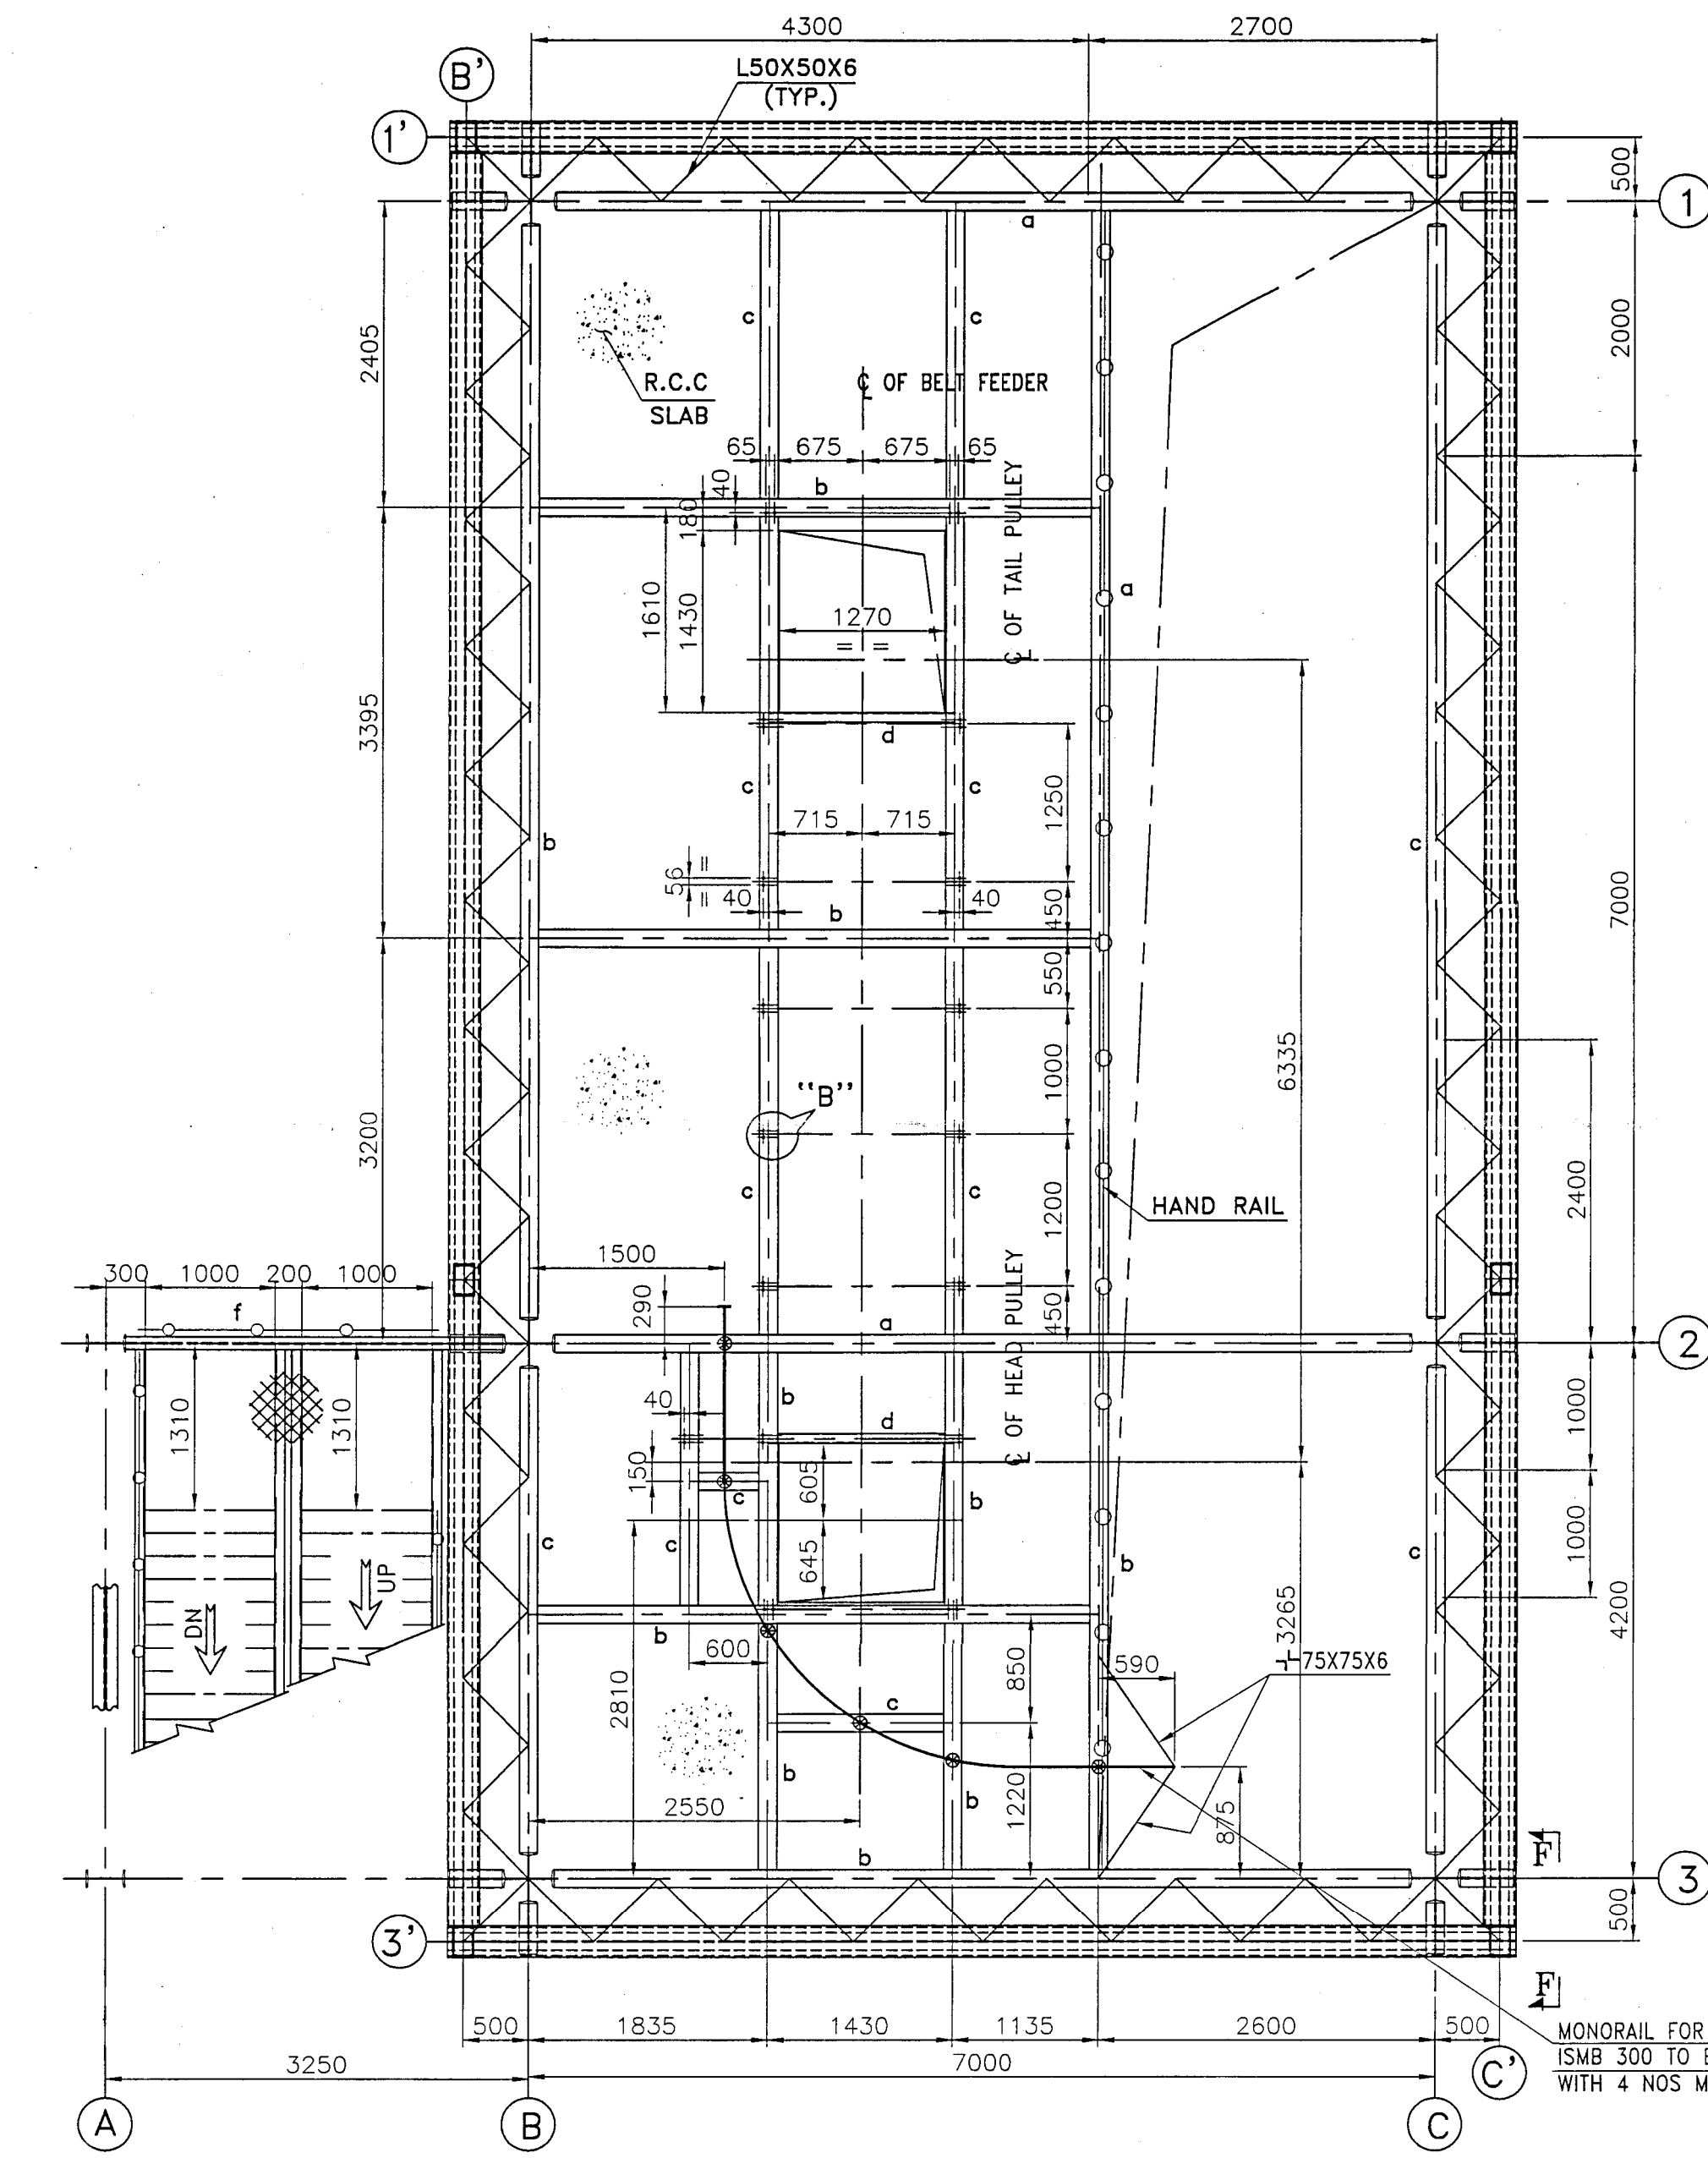 4300
2700
B’
L50X50X6
(TYP.)
1’
500
1
a
c
c
2405
2000
R.C.C
SLAB
℄ OF BELT FEEDER
65
675
675
65
40
b
180
℄ OF TAIL PULLEY
1610
1430
a
1270
= =
3395
d
c
c
1250
715
715
7000
b
c
=
56
=
40
b
40
450
550
1000
6335
“B”
3200
1200
2400
c
c
HAND RAIL
1500
℄ OF HEAD PULLEY
300
1000
200
1000
290
f
a
450
2
1310
1310
40
b
d
1000
150
605
c
b
c
c
645
b
c
1000
DN
UP
b
600
3265
4200
75X75X6
590
850
2810
c
b
b
1220
2550
875
b
F
3
500
3’
F
500
1835
1430
1135
2600
500
MONORAIL FOR
ISMB 300 TO
WITH 4 NOS
3250
7000
C’
A
B
C